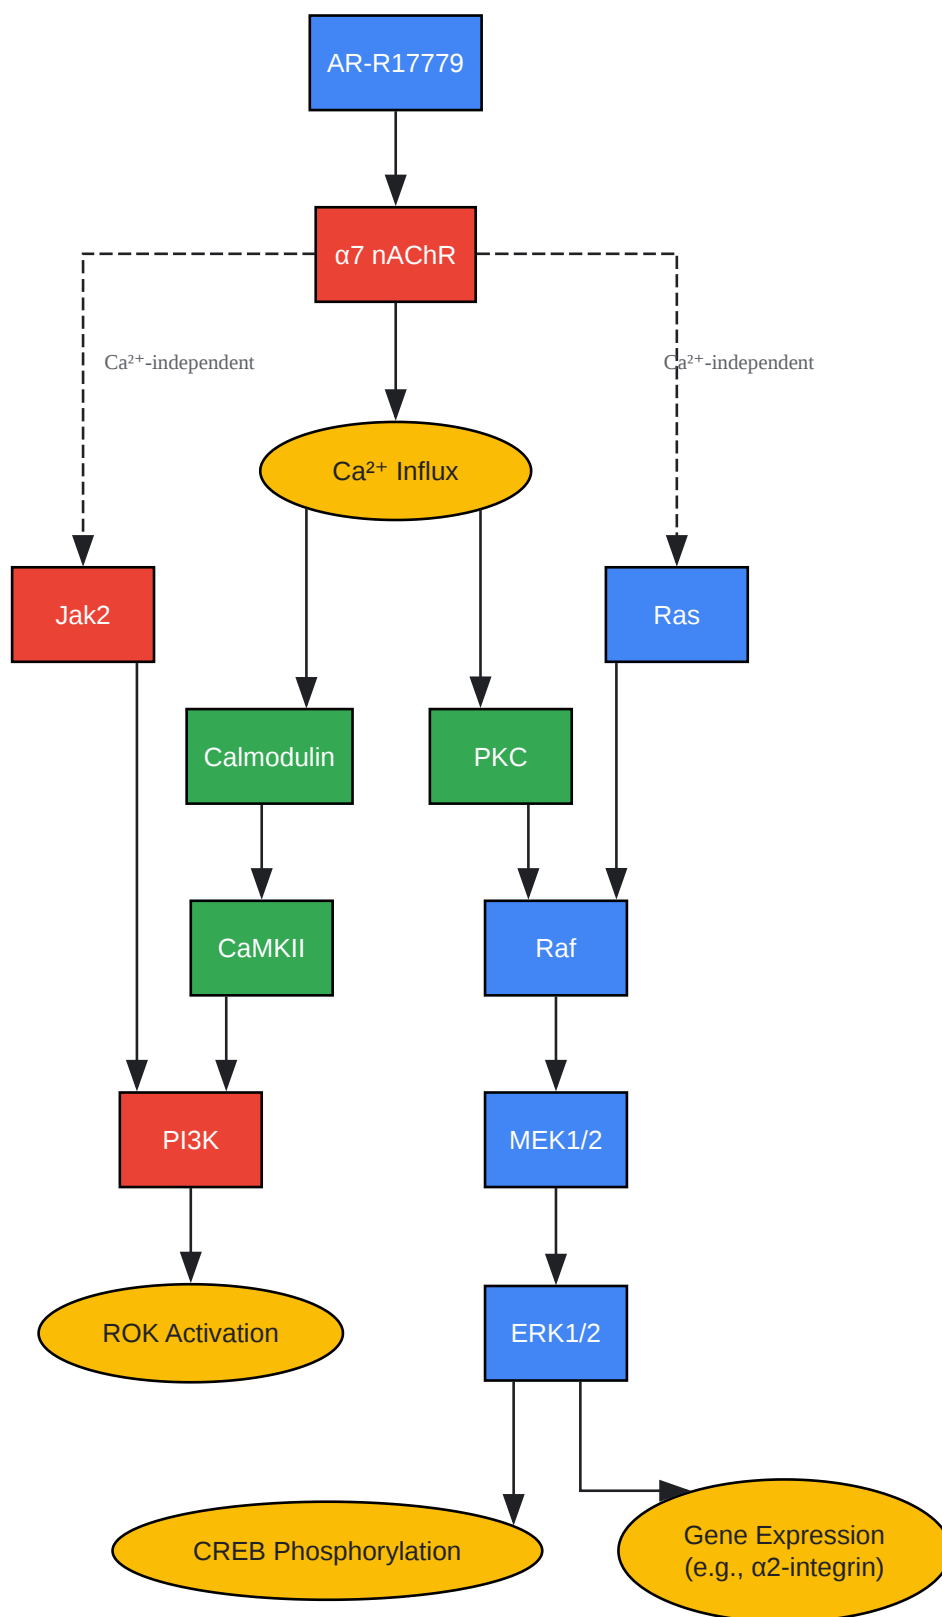 AR-R17779
α7 nAChR
Ca²⁺-independent
Ca²⁺-independent
Ca²⁺ Influx
Jak2
Ras
Calmodulin
PKC
CaMKII
Raf
PI3K
MEK1/2
ROK Activation
ERK1/2
CREB Phosphorylation
Gene Expression
(e.g., α2-integrin)